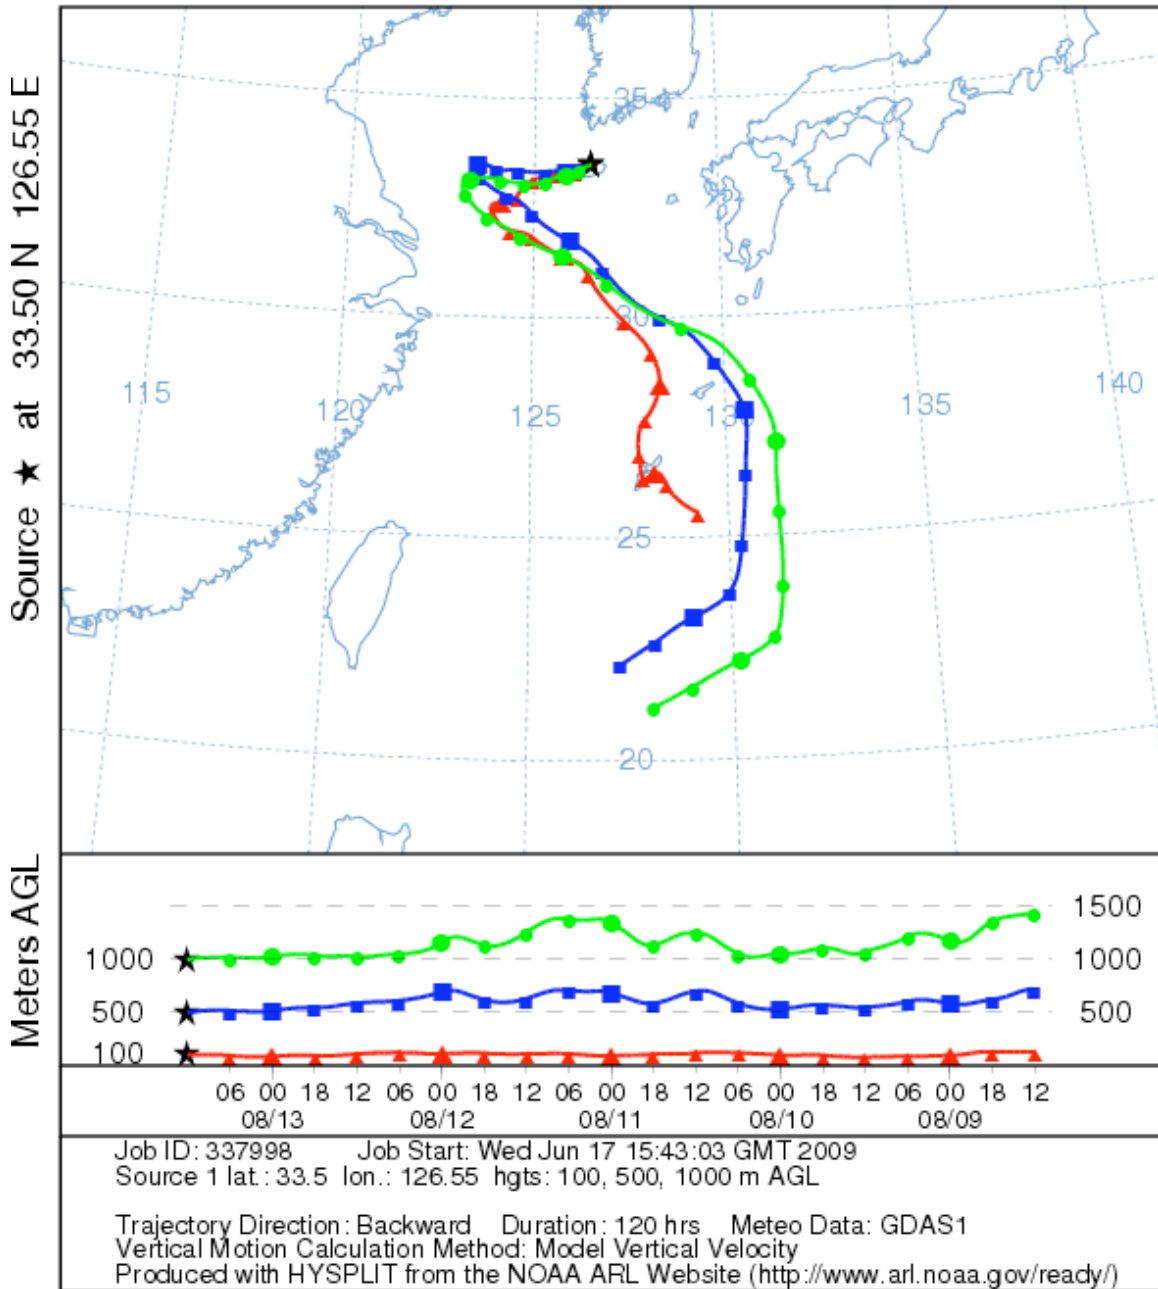 Source ★ at 33.50 N 126.55 E
35
30
115
120
125
130
135
140
25
20
Meters AGL
1500
1000
1000
500
500
100
06 00 18 12 06 00 18 12 06 00 18 12 06 00 18 12 06 00 18 12
08/13 08/12 08/11 08/10 08/09
Job ID: 337998 Job Start: Wed Jun 17 15:43:03 GMT 2009
Source 1 lat.: 33.5 lon.: 126.55 hgts: 100, 500, 1000 m AGL
Trajectory Direction: Backward Duration: 120 hrs Meteo Data: GDAS1
Vertical Motion Calculation Method: Model Vertical Velocity
Produced with HYSPLIT from the NOAA ARL Website (http://www.arl.noaa.gov/ready/)